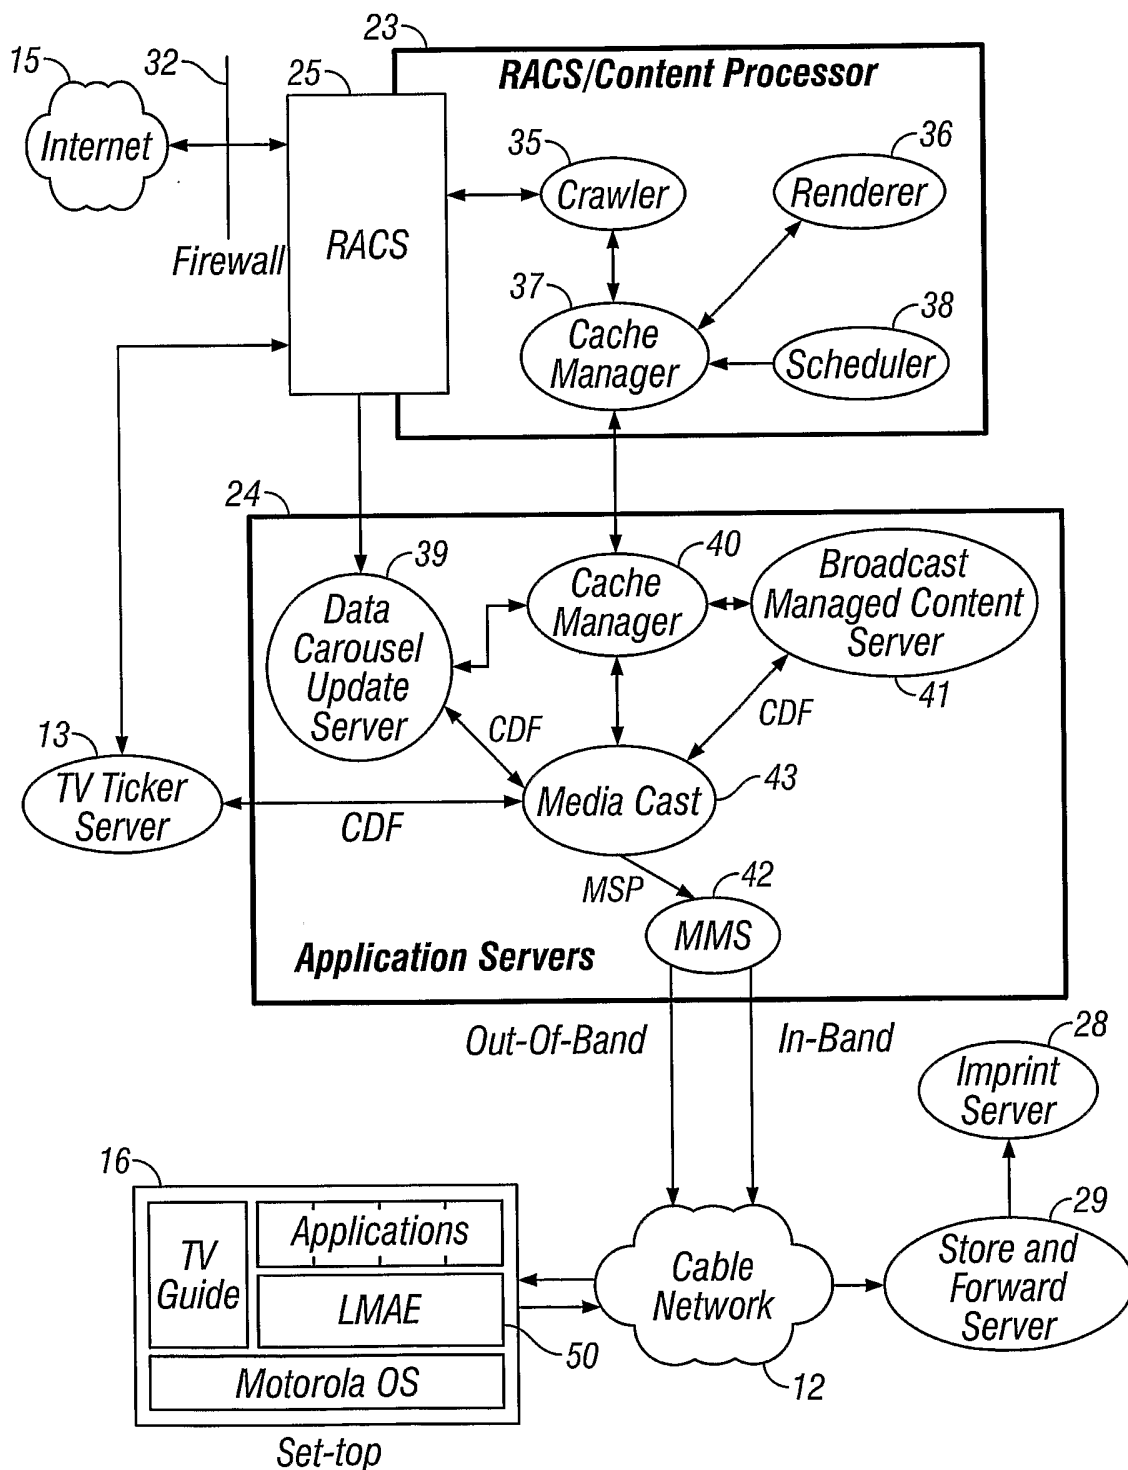 23
RACS/Content Processor
15
32
25
Internet
Firewall
RACS
35
Crawler
36
Renderer
37
Cache
Manager
38
Scheduler
24
39
Data
Carousel
Update
Server
40
Cache
Manager
Broadcast
Managed Content
Server
41
CDF
CDF
13
TV Ticker
Server
CDF
Media Cast
43
MSP
42
MMS
Application Servers
Out-Of-Band
In-Band
28
Imprint
Server
16
TV
Guide
Applications
LMAE
50
Motorola OS
Set-top
Cable
Network
12
29
Store and
Forward
Server